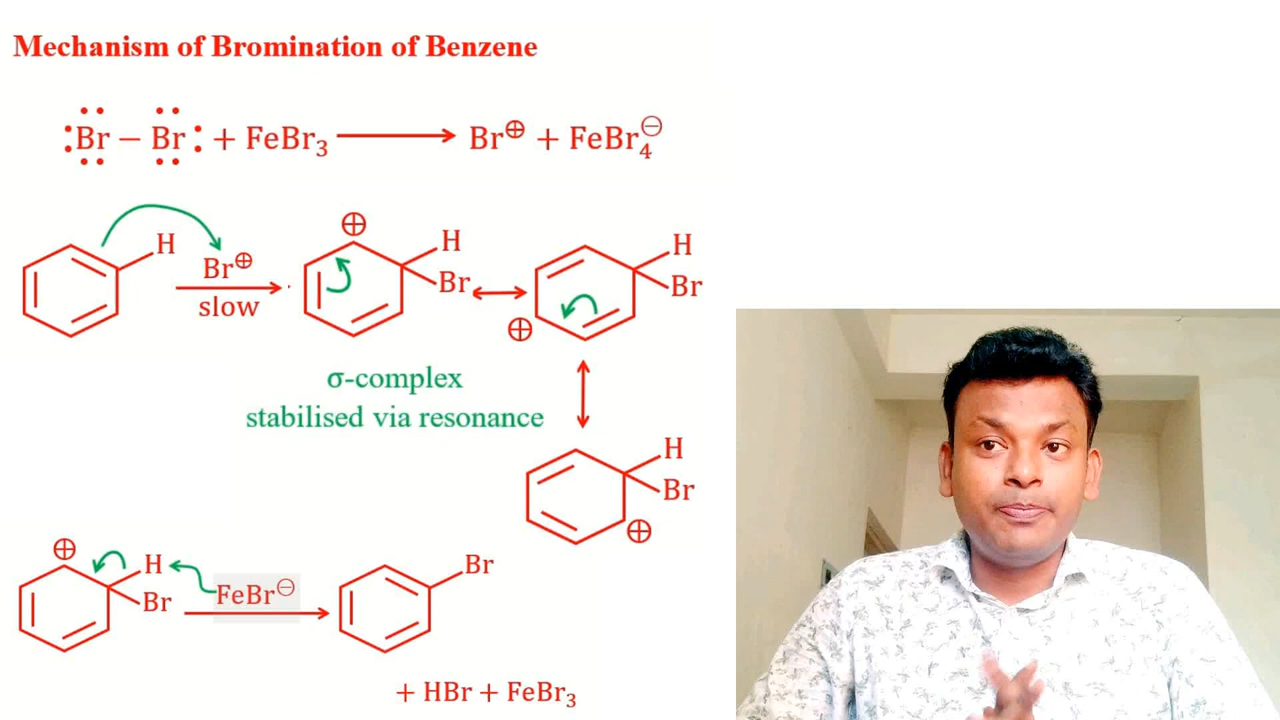 Mechanism of Bromination of Benzene
:Br − Br: + FeBr₃ ⟶ Br⊕ + FeBr₄⊖
H
Br⊕
slow
⊕
H
Br
H
Br
⊕
σ-complex
stabilised via resonance
H
Br
⊕
⊕
H
Br
FeBr⊖
Br
+ HBr + FeBr₃